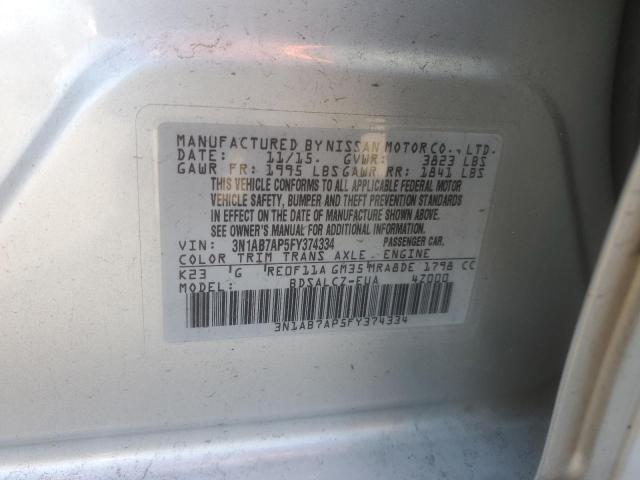 MANUFACTURED BY NISSAN MOTOR CO., LTD.
DATE: 11/15. GVWR: 3823 LBS
GAWR FR: 1995 LBS GAWR RR: 1841 LBS
THIS VEHICLE CONFORMS TO ALL APPLICABLE FEDERAL MOTOR
VEHICLE SAFETY, BUMPER AND THEFT PREVENTION STANDARDS
IN EFFECT ON THE DATE OF MANUFACTURE SHOWN ABOVE.
SEE OWNER'S MANUAL FOR ADDITIONAL INFORMATION
VIN: 3N1AB7AP5FY374334 PASSENGER CAR.
COLOR TRIM TRANS AXLE. ENGINE
K23 'G 'RE0F11A GM35'MRA8DE 1798 CC
MODEL: BDSALCZ-EUA 4Z000
3N1AB7AP5FY374334